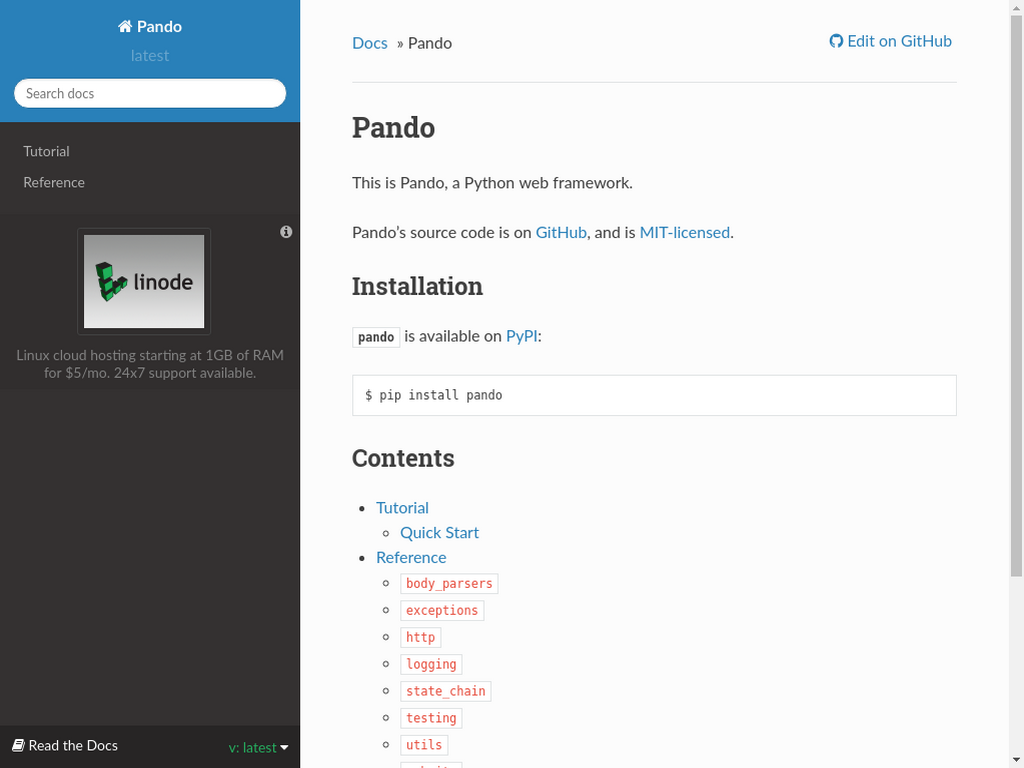 Pando
latest
Search docs
Tutorial
Reference
linode
Linux cloud hosting starting at 1GB of RAM
for $5/mo. 24x7 support available.
Read the Docs
v: latest
Docs » Pando
Edit on GitHub
Pando
This is Pando, a Python web framework.
Pando’s source code is on GitHub, and is MIT-licensed.
Installation
pando is available on PyPI:
$ pip install pando
Contents
Tutorial
Quick Start
Reference
body_parsers
exceptions
http
logging
state_chain
testing
utils